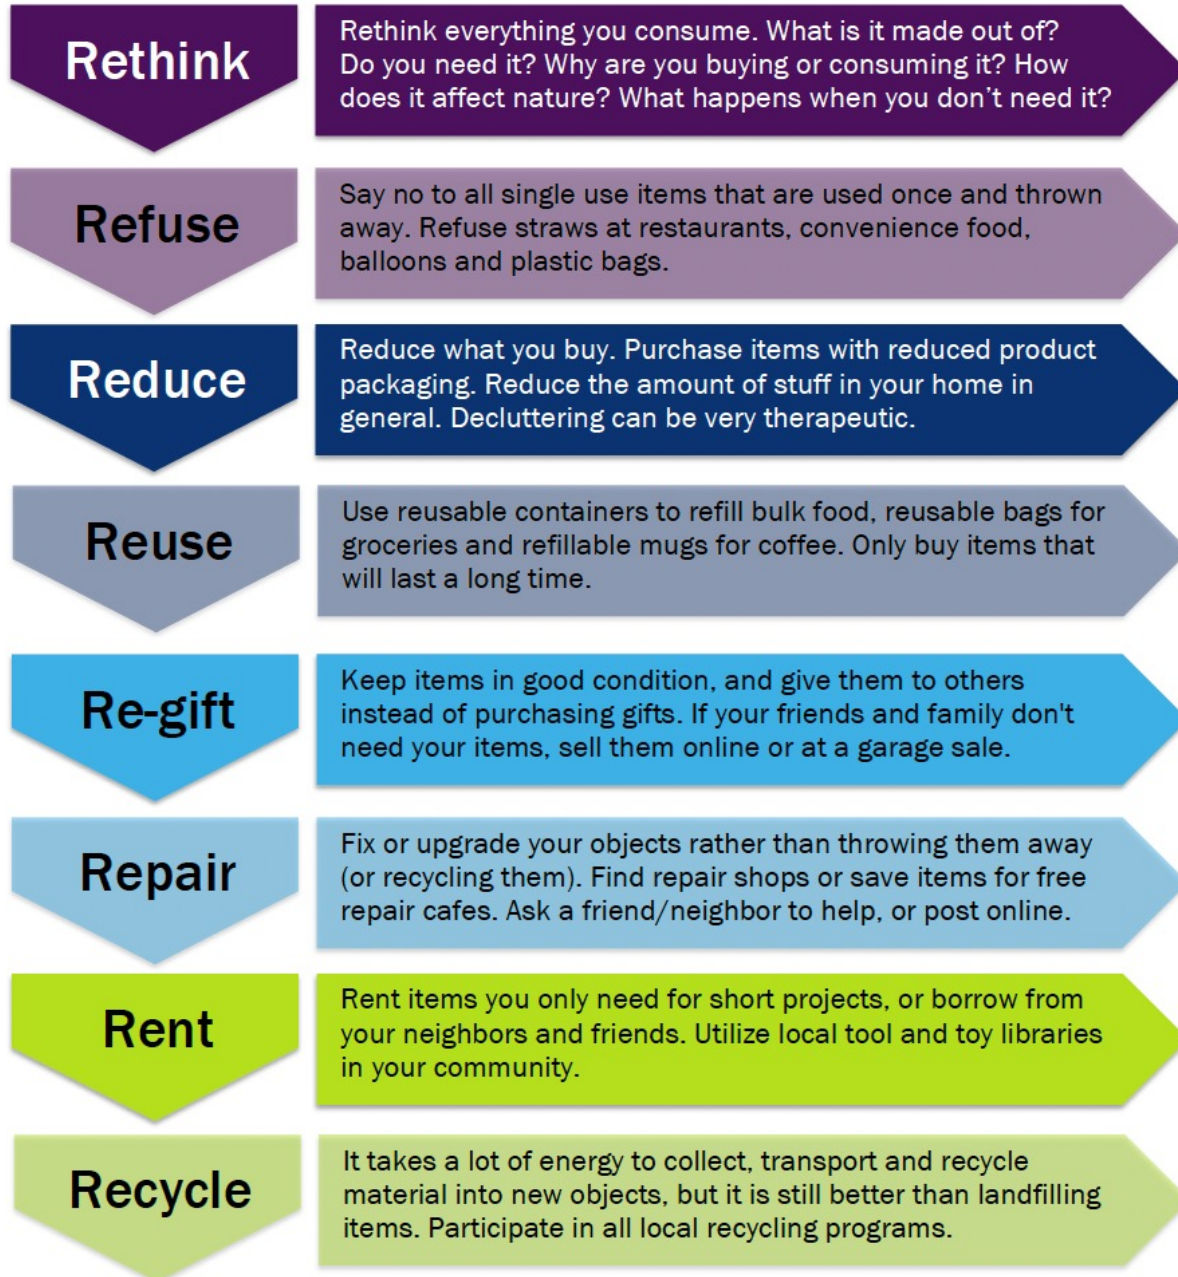 Rethink
Rethink everything you consume. What is it made out of?
Do you need it? Why are you buying or consuming it? How
does it affect nature? What happens when you don’t need it?
Refuse
Say no to all single use items that are used once and thrown
away. Refuse straws at restaurants, convenience food,
balloons and plastic bags.
Reduce
Reduce what you buy. Purchase items with reduced product
packaging. Reduce the amount of stuff in your home in
general. Decluttering can be very therapeutic.
Reuse
Use reusable containers to refill bulk food, reusable bags for
groceries and refillable mugs for coffee. Only buy items that
will last a long time.
Re-gift
Keep items in good condition, and give them to others
instead of purchasing gifts. If your friends and family don't
need your items, sell them online or at a garage sale.
Repair
Fix or upgrade your objects rather than throwing them away
(or recycling them). Find repair shops or save items for free
repair cafes. Ask a friend/neighbor to help, or post online.
Rent
Rent items you only need for short projects, or borrow from
your neighbors and friends. Utilize local tool and toy libraries
in your community.
Recycle
It takes a lot of energy to collect, transport and recycle
material into new objects, but it is still better than landfilling
items. Participate in all local recycling programs.